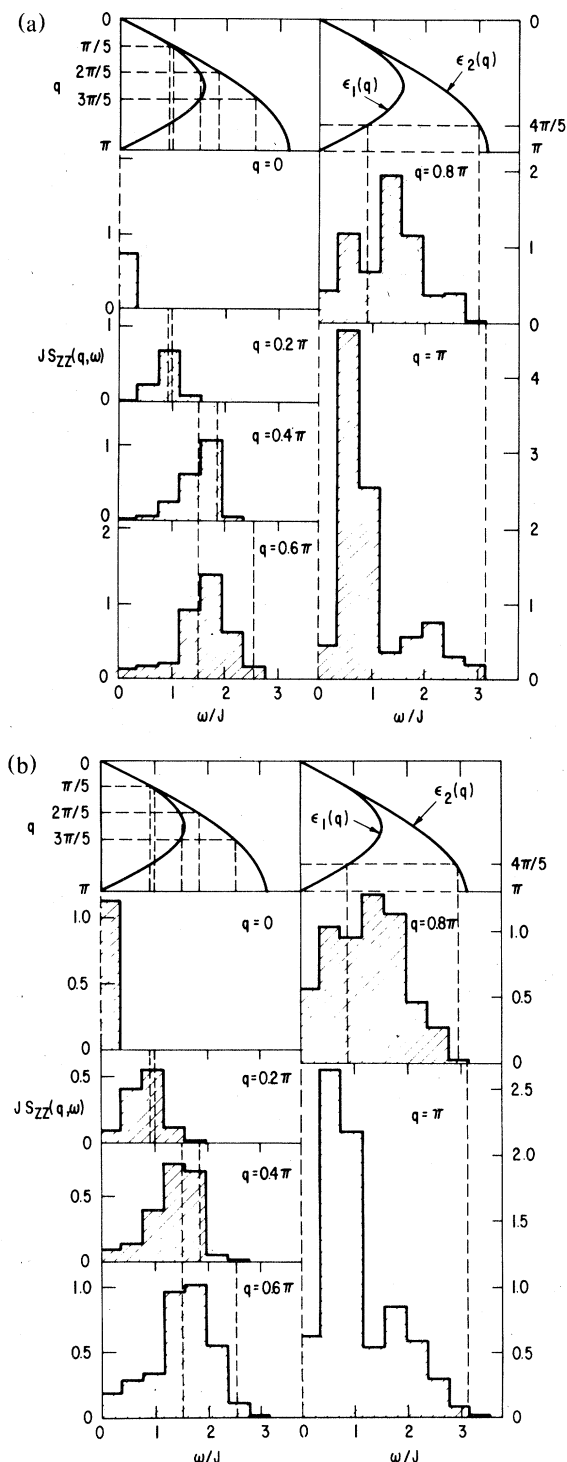 (a)
0
π/5
2π/5
q
3π/5
π
0
ε₁(q)
ε₂(q)
4π/5
π
q = 0
1
0
q = 0.8π
2
1
0
1
JS_ZZ(q,ω)
q = 0.2π
0
q = π
1
q = 0.4π
0
2
q = 0.6π
1
0
4
3
2
1
0
0 1 2 3
0 1 2 3
ω/J
ω/J
(b)
0
π/5
2π/5
q
3π/5
π
0
ε₁(q)
ε₂(q)
4π/5
π
1.0
q = 0
0.5
0
q = 0.8π
1.0
0.5
0
0.5
q = 0.2π
JS_ZZ(q,ω)
0
q = π
q = 0.4π
0.5
0
q = 0.6π
1.0
0.5
0
2.5
2.0
1.5
1.0
0.5
0
0 1 2 3
0 1 2 3
ω/J
ω/J